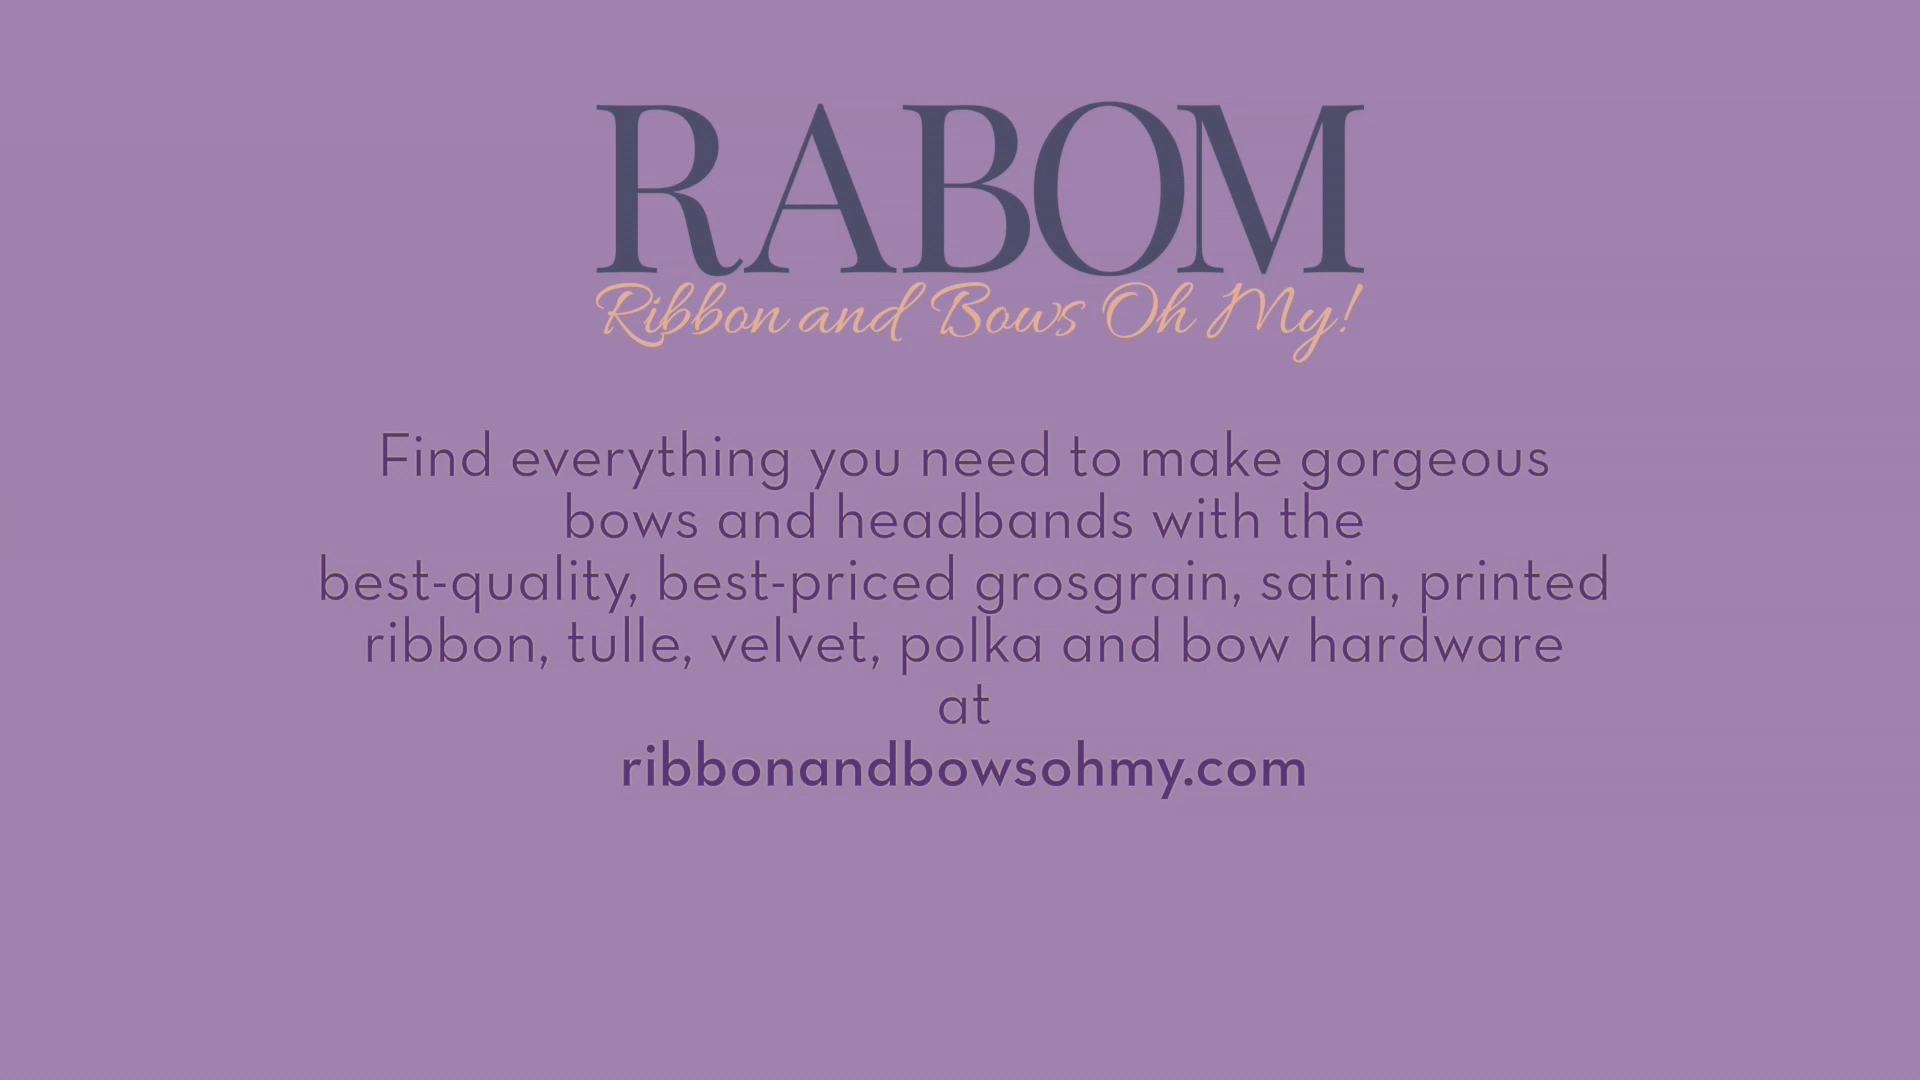 RABOM
Ribbon and Bows Oh My!
Find everything you need to make gorgeous
bows and headbands with the
best-quality, best-priced grosgrain, satin, printed
ribbon, tulle, velvet, polka and bow hardware
at
ribbonandbowsohmy.com